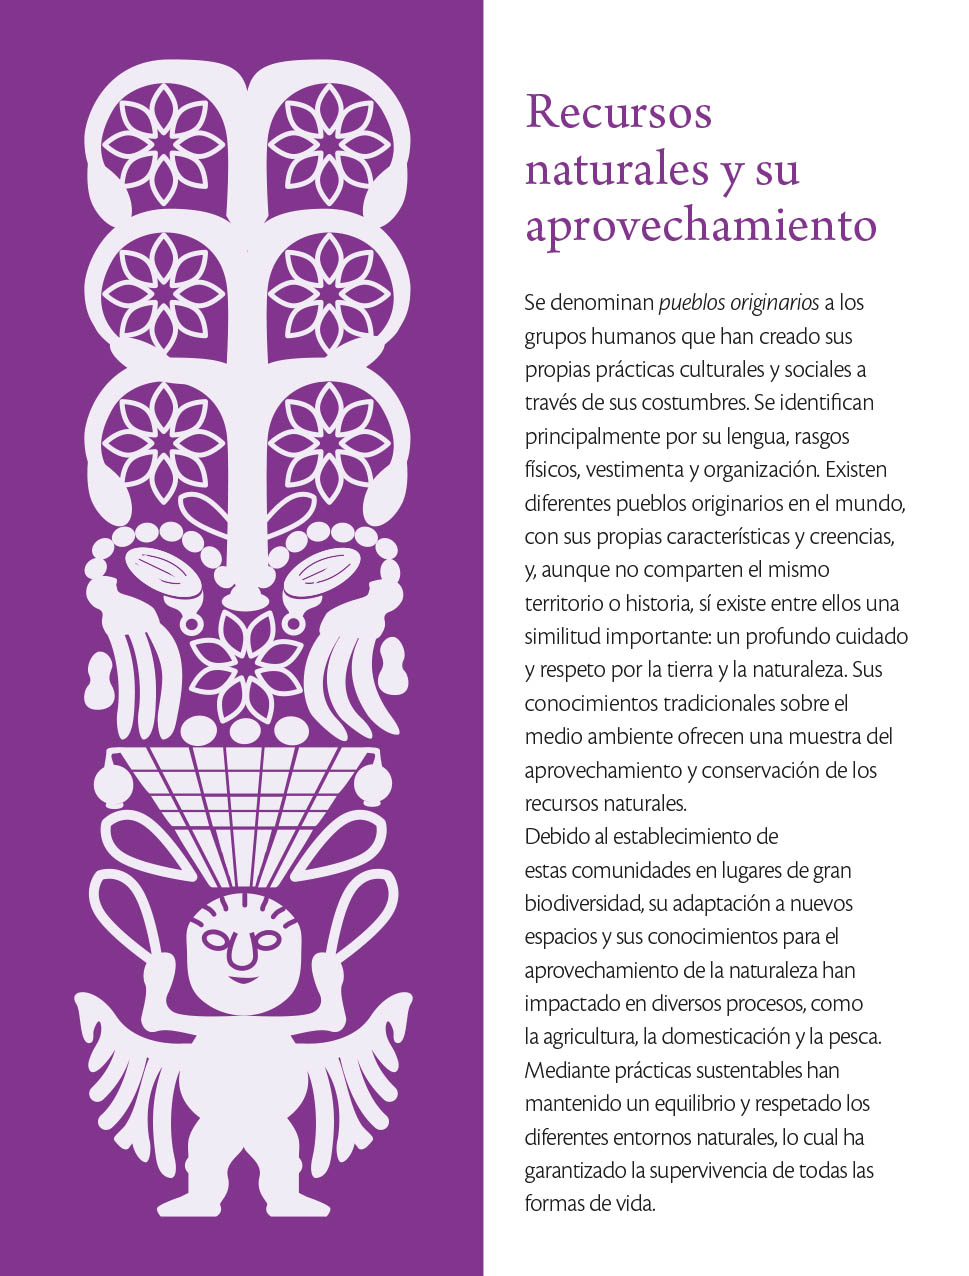 Recursos
naturales y su
aprovechamiento
Se denominan pueblos originarios a los
grupos humanos que han creado sus
propias prácticas culturales y sociales a
través de sus costumbres. Se identifican
principalmente por su lengua, rasgos
físicos, vestimenta y organización. Existen
diferentes pueblos originarios en el mundo,
con sus propias características y creencias,
y, aunque no comparten el mismo
territorio o historia, sí existe entre ellos una
similitud importante: un profundo cuidado
y respeto por la tierra y la naturaleza. Sus
conocimientos tradicionales sobre el
medio ambiente ofrecen una muestra del
aprovechamiento y conservación de los
recursos naturales.
Debido al establecimiento de
estas comunidades en lugares de gran
biodiversidad, su adaptación a nuevos
espacios y sus conocimientos para el
aprovechamiento de la naturaleza han
impactado en diversos procesos, como
la agricultura, la domesticación y la pesca.
Mediante prácticas sustentables han
mantenido un equilibrio y respetado los
diferentes entornos naturales, lo cual ha
garantizado la supervivencia de todas las
formas de vida.